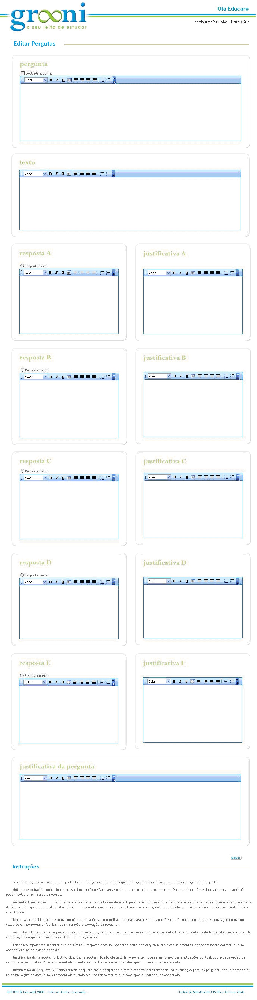 grooni
o seu jeito de estudar
Olá Educare
Administrar Simulados | Home | Sair
Editar Pergutas
pergunta
Múltipla escolha.
Color B I U
texto
Color B I U
resposta A
justificativa A
Resposta certa
Color B I U
Color B I U
resposta B
justificativa B
Resposta certa
Color B I U
Color B I U
resposta C
justificativa C
Resposta certa
Color B I U
Color B I U
resposta D
justificativa D
Resposta certa
Color B I U
Color B I U
resposta E
justificativa E
Resposta certa
Color B I U
Color B I U
justificativa da pergunta
Color B I U
Salvar
Instruções
Se você deseja criar uma nova pergunta? Este é o lugar certo. Entenda qual a função de cada campo e aprenda a lançar suas perguntas.
Múltipla escolha: Se você selecionar este box, será possível marcar mais de uma resposta como correta. Quando o box não estiver selecionado você só
poderá selecionar 1 resposta correta.
Pergunta: É neste campo que você deve adicionar a pergunta que deseja disponibilizar no simulado. Note que acima da caixa de texto você possui uma barra
de ferramentas que lhe permite editar o texto da pergunta, como: adicionar palavras em negrito, itálico e sublinhado, adicionar figuras, alinhamento de texto e
criar tópicos.
Texto: O preenchimento deste campo não é obrigatório, ele é utilizado apenas para perguntas que fazem referência a um texto. A separação do campo
texto do campo pergunta facilita a administração e execução da pergunta.
Respostas: Os campos de respostas correspondem as opções que usuário vai ter ao responder a pergunta. O administrador pode lançar até cinco opções de
resposta, sendo que no mínimo duas, A e B, são obrigatórias.
Também é importante salientar que no mínimo 1 resposta deve ser apontada como correta, para isto basta selecionar a opção ‘resposta correta’ que se
encontra acima do campo de texto.
Justificativa da Resposta: As justificativas das respostas não são obrigatórias e permitem que sejam fornecidas explicações pontuais sobre cada opção de
resposta. A justificativa só será apresentada quando o aluno for revisar as questões após o simulado ser encerrado.
Justificativa da Pergunta: A justificativa da pergunta não é obrigatória e está disponível para fornecer uma explicação geral da pergunta, não se detendo as
resposta. A justificativa só será apresentada quando o aluno for revisar as questões após o simulado ser encerrado.
GROONI © Copyright 2009 - todos os direitos reservados.
Central de Atendimento | Política de Privacidade